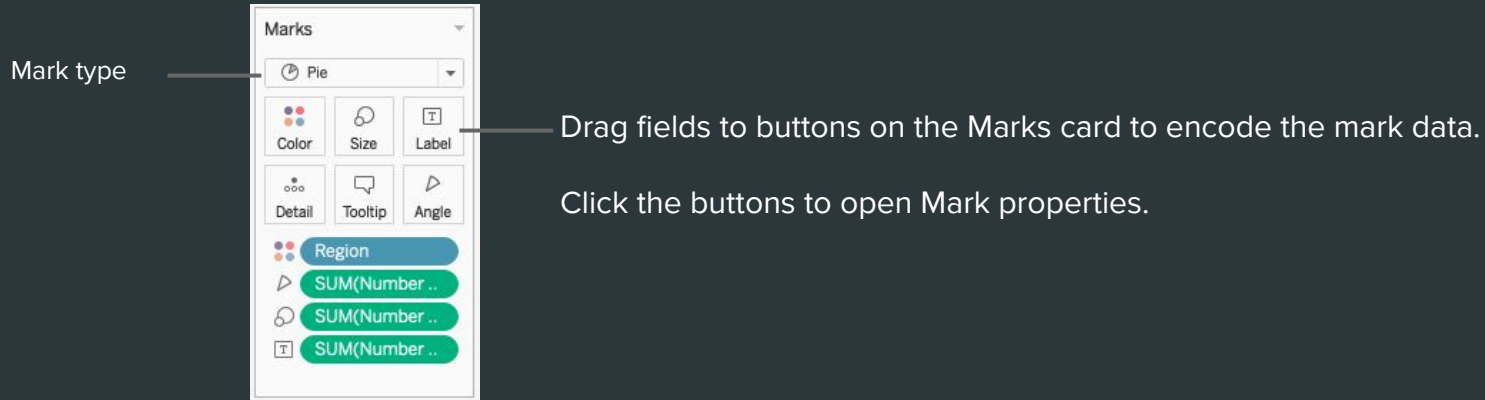 Marks
Mark type
Pie
Color Size Label
Drag fields to buttons on the Marks card to encode the mark data.
Detail Tooltip Angle
Click the buttons to open Mark properties.
Region
SUM(Number ..
SUM(Number ..
T SUM(Number ..